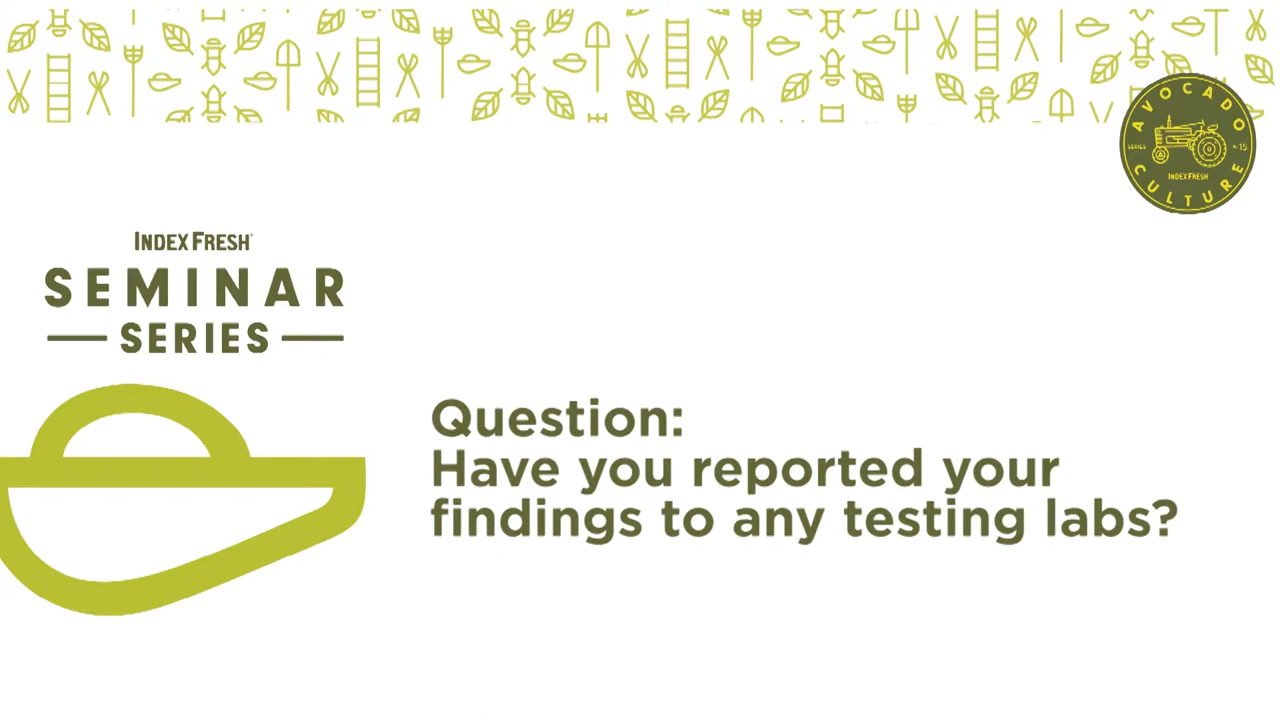 AVOCADO
SERIES
Nº 15
INDEX FRESH
CULTURE
INDEX FRESH
SEMINAR
SERIES
Question:
Have you reported your
findings to any testing labs?